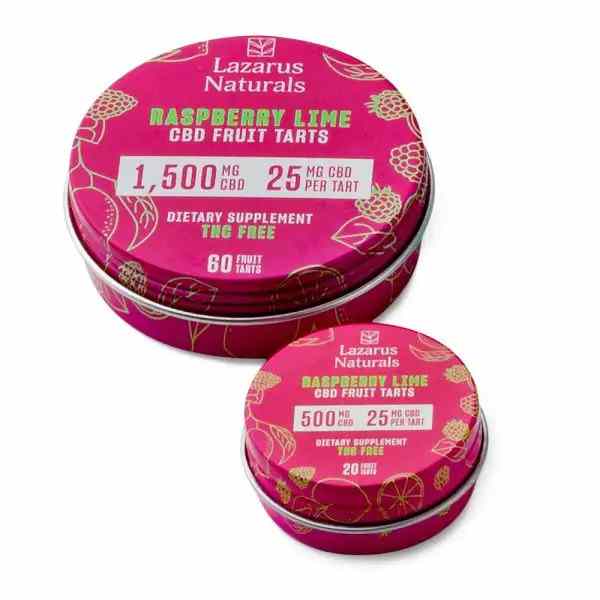 Lazarus
Naturals
RASPBERRY LIME
CBD FRUIT TARTS
1,500 MG CBD 25 MG CBD PER TART
DIETARY SUPPLEMENT
THC FREE
60 FRUIT TARTS
Lazarus
Naturals
RASPBERRY LIME
CBD FRUIT TARTS
500 MG CBD 25 MG CBD PER TART
DIETARY SUPPLEMENT
THC FREE
20 FRUIT TARTS